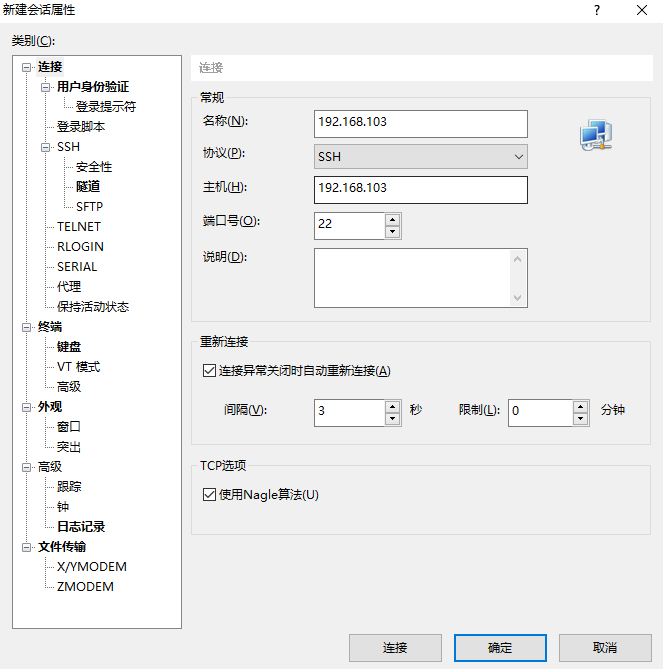 新建会话属性
?
类别(C):
连接
用户身份验证
登录提示符
登录脚本
SSH
安全性
隧道
SFTP
TELNET
RLOGIN
SERIAL
代理
保持活动状态
终端
键盘
VT 模式
高级
外观
窗口
突出
高级
跟踪
钟
日志记录
文件传输
X/YMODEM
ZMODEM
连接
常规
名称(N): 192.168.103
协议(P): SSH
主机(H): 192.168.103
端口号(O): 22
说明(D):
重新连接
连接异常关闭时自动重新连接(A)
间隔(V): 3 秒 限制(L): 0 分钟
TCP选项
使用Nagle算法(U)
连接 确定 取消